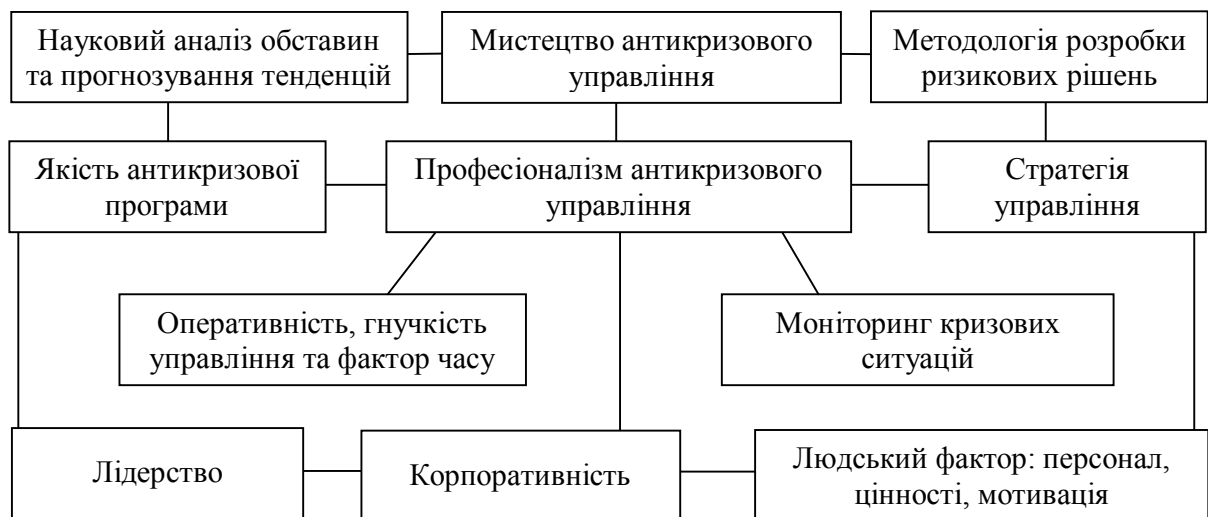 Науковий аналіз обставин
та прогнозування тенденцій
Мистецтво антикризового
управління
Методологія розробки
ризикових рішень
Якість антикризової
програми
Професіоналізм антикризового
управління
Стратегія
управління
Оперативність, гнучкість
управління та фактор часу
Моніторинг кризових
ситуацій
Лідерство
Корпоративність
Людський фактор: персонал,
цінності, мотивація